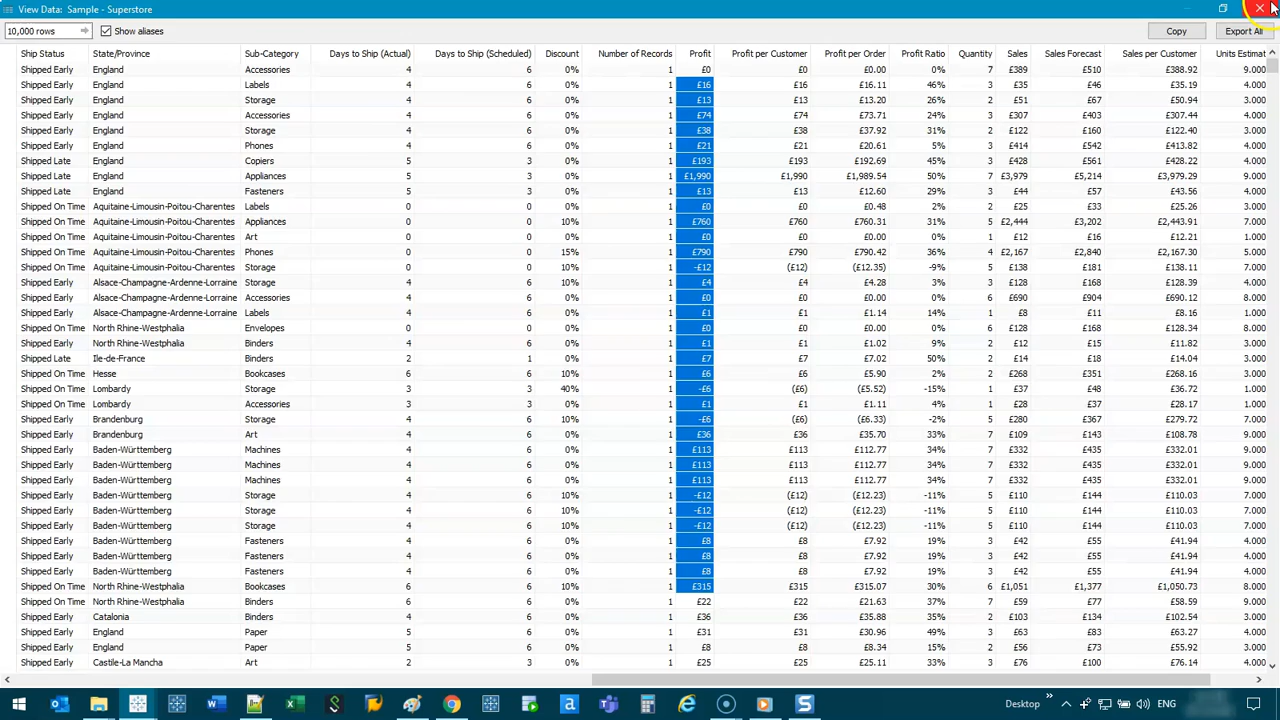 View Data: Sample - Superstore
10,000 rows Show aliases Copy Export All
Ship Status State/Province Sub-Category Days to Ship (Actual) Days to Ship (Scheduled) Discount Number of Records Profit Profit per Customer Profit per Order Profit Ratio Quantity Sales Sales Forecast Sales per Customer Units Estimat
Shipped Early England Accessories 4 6 0% 1 £0 £0 £0.00 0% 7 £389 £510 £388.92 9.000
Shipped Early England Labels 4 6 0% 1 £16 £16 £16.11 46% 3 £35 £46 £35.19 4.000
Shipped Early England Storage 4 6 0% 1 £13 £13 £13.20 26% 2 £51 £67 £50.94 3.000
Shipped Early England Accessories 4 6 0% 1 £74 £74 £73.71 24% 3 £307 £403 £307.44 4.000
Shipped Early England Storage 4 6 0% 1 £38 £38 £37.92 31% 2 £122 £160 £122.40 3.000
Shipped Early England Phones 4 6 0% 1 £21 £21 £20.61 5% 3 £414 £542 £413.82 4.000
Shipped Late England Copiers 5 3 0% 1 £193 £193 £192.69 45% 3 £428 £561 £428.22 4.000
Shipped Late England Appliances 5 3 0% 1 £1,990 £1,990 £1,989.54 50% 7 £3,979 £5,214 £3,979.29 9.000
Shipped Late England Fasteners 5 3 0% 1 £13 £13 £12.60 29% 3 £44 £57 £43.56 4.000
Shipped On Time Aquitaine-Limousin-Poitou-Charentes Labels 0 0 0% 1 £0 £0 £0.48 2% 2 £25 £33 £25.26 3.000
Shipped On Time Aquitaine-Limousin-Poitou-Charentes Appliances 0 0 10% 1 £760 £760 £760.31 31% 5 £2,444 £3,202 £2,443.91 7.000
Shipped On Time Aquitaine-Limousin-Poitou-Charentes Art 0 0 0% 1 £0 £0 £0.00 0% 1 £12 £16 £12.21 1.000
Shipped On Time Aquitaine-Limousin-Poitou-Charentes Phones 0 0 15% 1 £790 £790 £790.42 36% 4 £2,167 £2,840 £2,167.30 5.000
Shipped On Time Aquitaine-Limousin-Poitou-Charentes Storage 0 0 10% 1 -£12 (£12) (£12.35) -9% 5 £138 £181 £138.11 7.000
Shipped Early Alsace-Champagne-Ardenne-Lorraine Storage 4 6 0% 1 £4 £4 £4.28 3% 3 £128 £168 £128.39 4.000
Shipped Early Alsace-Champagne-Ardenne-Lorraine Accessories 4 6 0% 1 £0 £0 £0.00 0% 6 £690 £904 £690.12 8.000
Shipped Early Alsace-Champagne-Ardenne-Lorraine Labels 4 6 0% 1 £1 £1 £1.14 14% 1 £8 £11 £8.16 1.000
Shipped On Time North Rhine-Westphalia Envelopes 0 0 0% 1 £0 £0 £0.00 0% 6 £128 £168 £128.34 8.000
Shipped Early North Rhine-Westphalia Binders 4 6 0% 1 £1 £1 £1.02 9% 2 £12 £15 £11.82 3.000
Shipped Late Ile-de-France Binders 2 1 0% 1 £7 £7 £7.02 50% 2 £14 £18 £14.04 3.000
Shipped On Time Hesse Bookcases 6 6 10% 1 £6 £6 £5.90 2% 2 £268 £351 £268.16 3.000
Shipped On Time Lombardy Storage 3 3 40% 1 -£6 (£6) (£5.52) -15% 1 £37 £48 £36.72 1.000
Shipped On Time Lombardy Accessories 3 3 0% 1 £1 £1 £1.11 4% 1 £28 £37 £28.17 1.000
Shipped Early Brandenburg Storage 4 6 10% 1 -£6 (£6) (£6.33) -2% 5 £280 £367 £279.72 7.000
Shipped Early Brandenburg Art 4 6 0% 1 £36 £36 £35.70 33% 7 £109 £143 £108.78 9.000
Shipped Early Baden-Württemberg Machines 4 6 0% 1 £113 £113 £112.77 34% 7 £332 £435 £332.01 9.000
Shipped Early Baden-Württemberg Machines 4 6 0% 1 £113 £113 £112.77 34% 7 £332 £435 £332.01 9.000
Shipped Early Baden-Württemberg Machines 4 6 0% 1 £113 £113 £112.77 34% 7 £332 £435 £332.01 9.000
Shipped Early Baden-Württemberg Storage 4 6 10% 1 -£12 (£12) (£12.23) -11% 5 £110 £144 £110.03 7.000
Shipped Early Baden-Württemberg Storage 4 6 10% 1 -£12 (£12) (£12.23) -11% 5 £110 £144 £110.03 7.000
Shipped Early Baden-Württemberg Storage 4 6 10% 1 -£12 (£12) (£12.23) -11% 5 £110 £144 £110.03 7.000
Shipped Early Baden-Württemberg Fasteners 4 6 0% 1 £8 £8 £7.92 19% 3 £42 £55 £41.94 4.000
Shipped Early Baden-Württemberg Fasteners 4 6 0% 1 £8 £8 £7.92 19% 3 £42 £55 £41.94 4.000
Shipped Early Baden-Württemberg Fasteners 4 6 0% 1 £8 £8 £7.92 19% 3 £42 £55 £41.94 4.000
Shipped On Time North Rhine-Westphalia Bookcases 6 6 10% 1 £315 £315 £315.07 30% 6 £1,051 £1,377 £1,050.73 8.000
Shipped On Time North Rhine-Westphalia Binders 6 6 0% 1 £22 £22 £21.63 37% 7 £59 £77 £58.59 9.000
Shipped Early Catalonia Binders 4 6 0% 1 £36 £36 £35.88 35% 2 £103 £134 £102.54 3.000
Shipped Early England Paper 5 6 0% 1 £31 £31 £30.96 49% 3 £63 £83 £63.27 4.000
Shipped Early England Paper 5 6 0% 1 £8 £8 £8.34 15% 2 £56 £73 £55.92 3.000
Shipped Early Castile-La Mancha Art 2 3 0% 1 £25 £25 £25.11 33% 3 £76 £100 £76.14 4.000
Desktop ENG